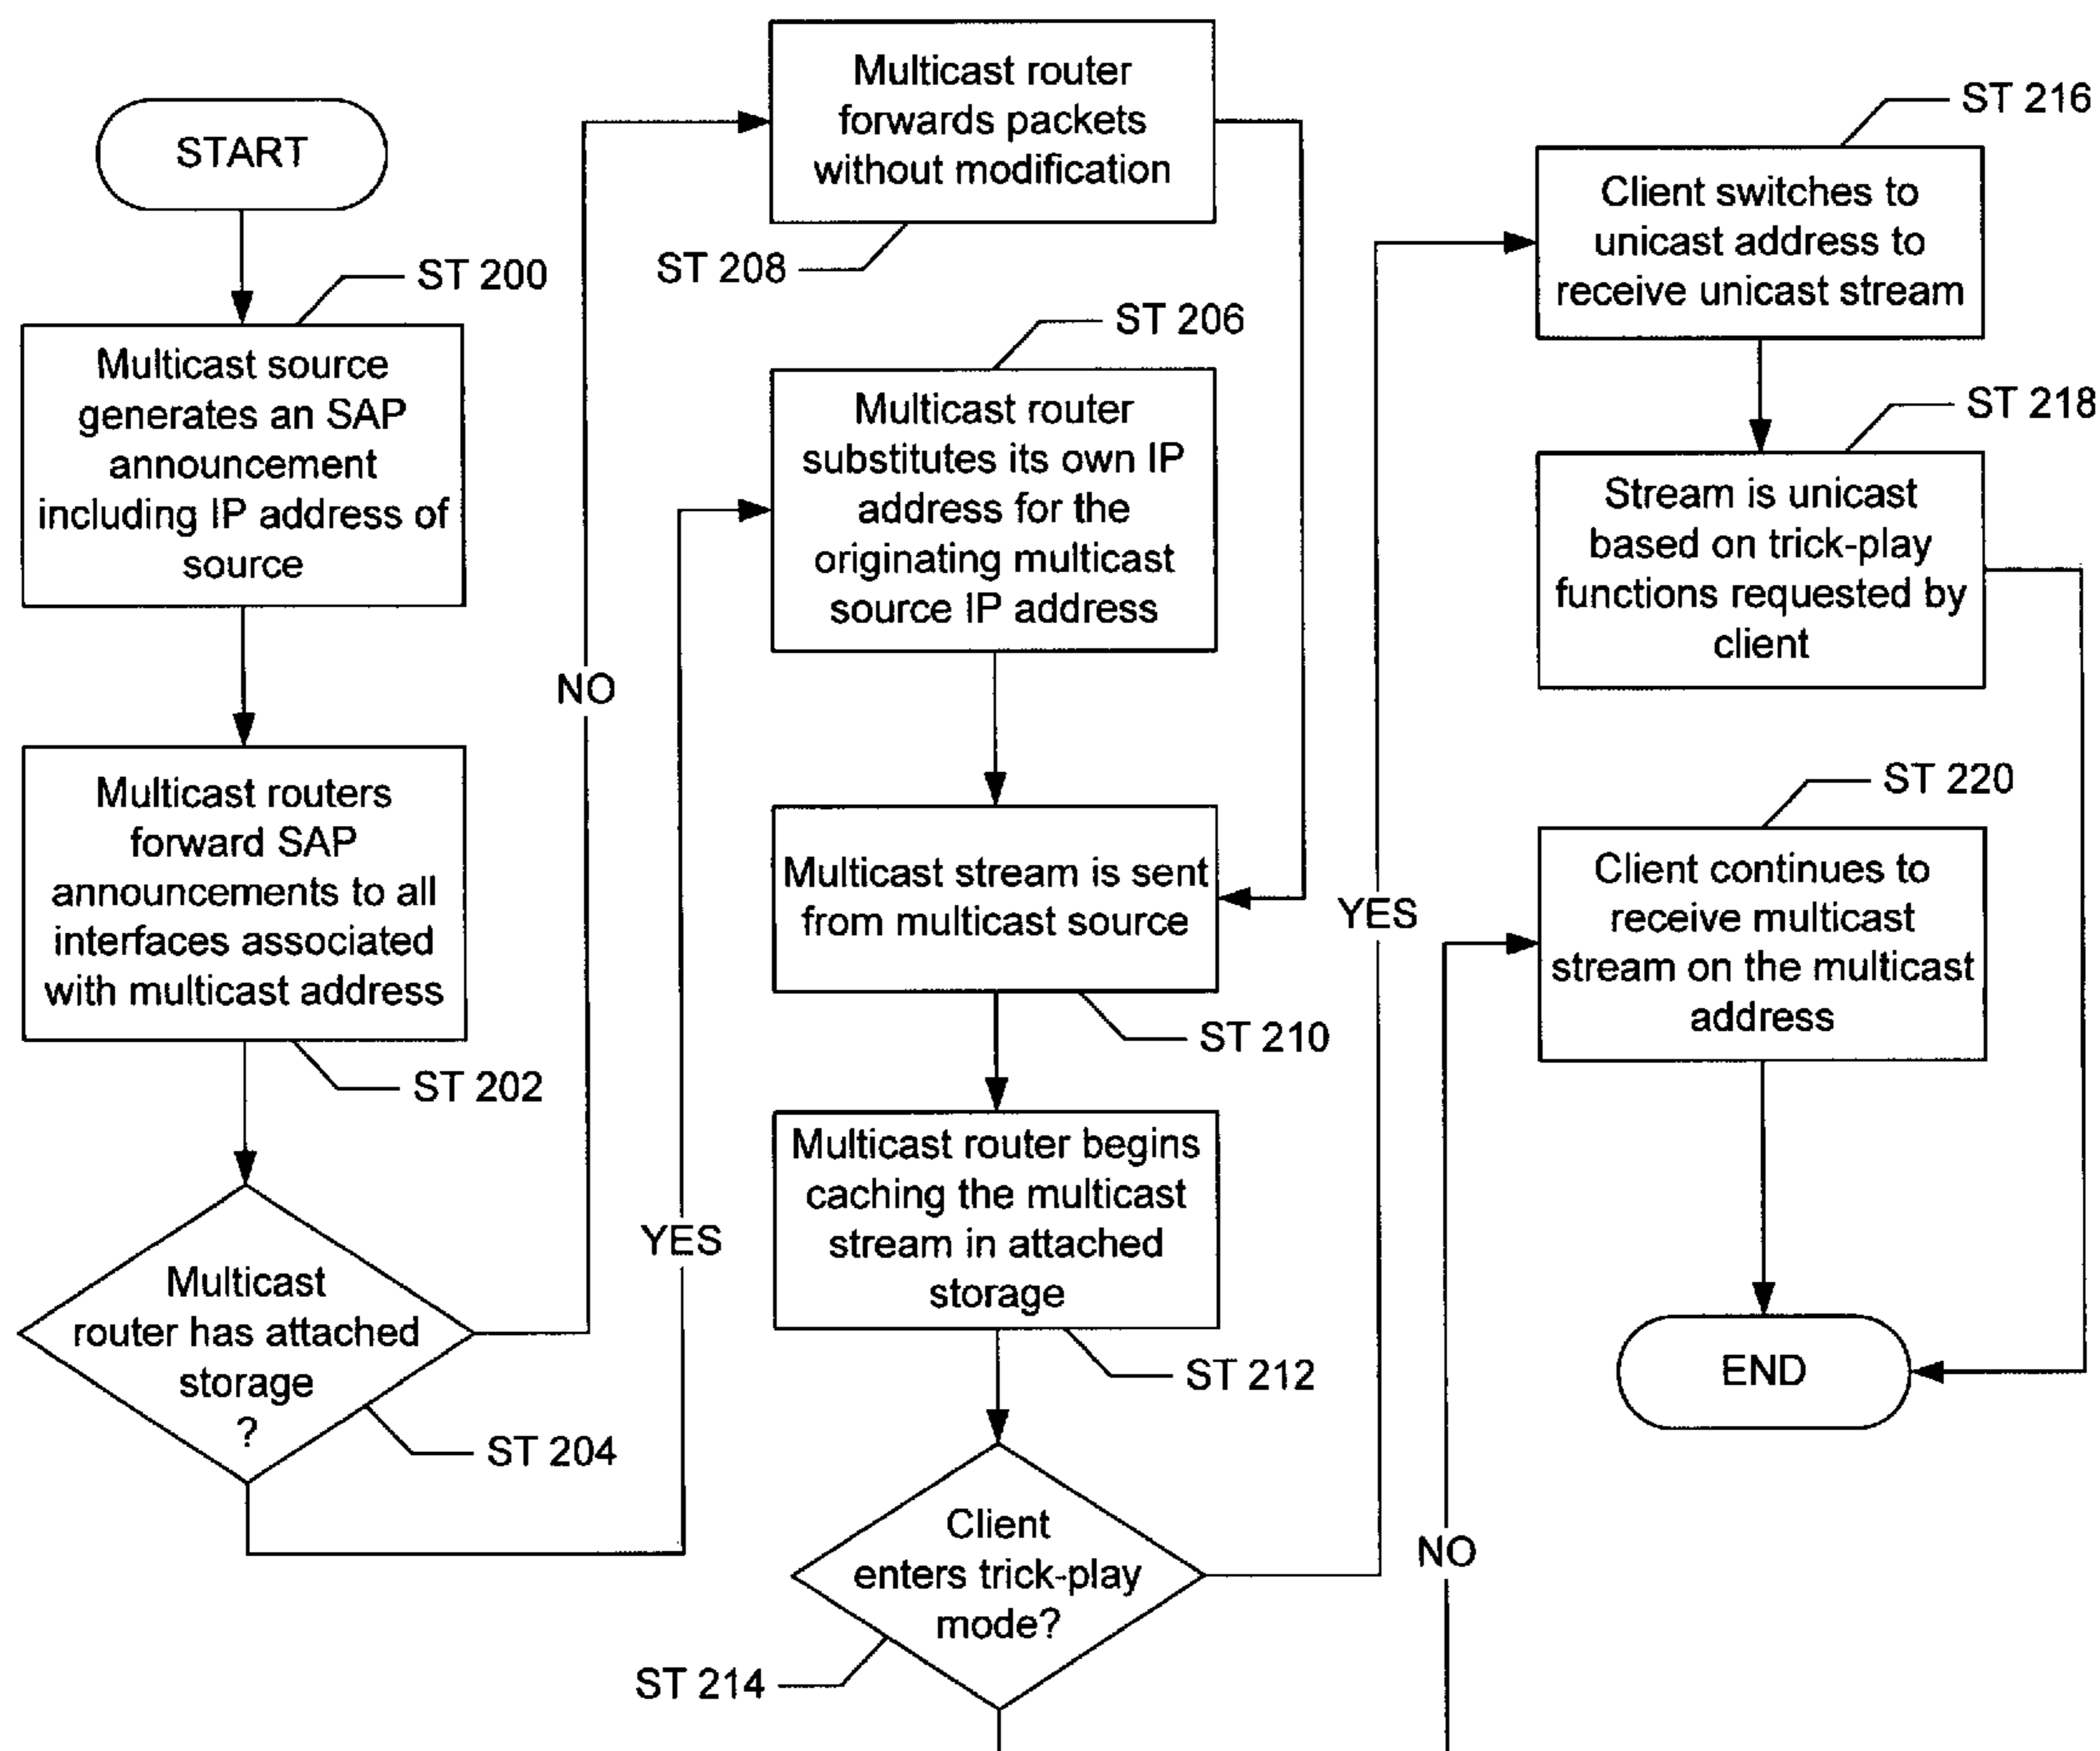 START
ST 200
Multicast source
generates an SAP
announcement
including IP address of
source
Multicast routers
forward SAP
announcements to all
interfaces associated
with multicast address
ST 202
Multicast
router has attached
storage
?
ST 204
NO
YES
Multicast router
forwards packets
without modification
ST 208
ST 206
Multicast router
substitutes its own IP
address for the
originating multicast
source IP address
Multicast stream is sent
from multicast source
ST 210
Multicast router begins
caching the multicast
stream in attached
storage
ST 212
Client
enters trick-play
mode?
ST 214
YES
NO
ST 216
Client switches to
unicast address to
receive unicast stream
ST 218
Stream is unicast
based on trick-play
functions requested by
client
ST 220
Client continues to
receive multicast
stream on the multicast
address
END